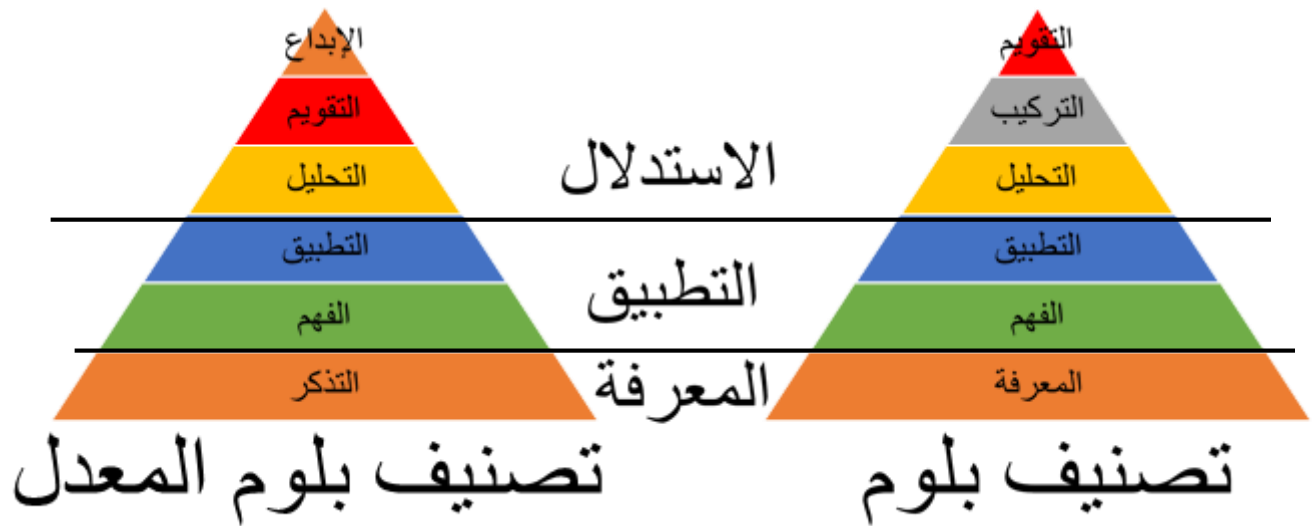 التقويم
التركيب
التحليل
التطبيق
الفهم
المعرفة
تصنيف بلوم
الاستدلال
التطبيق
المعرفة
الإبداع
التقويم
التحليل
التطبيق
الفهم
التذكر
تصنيف بلوم المعدل